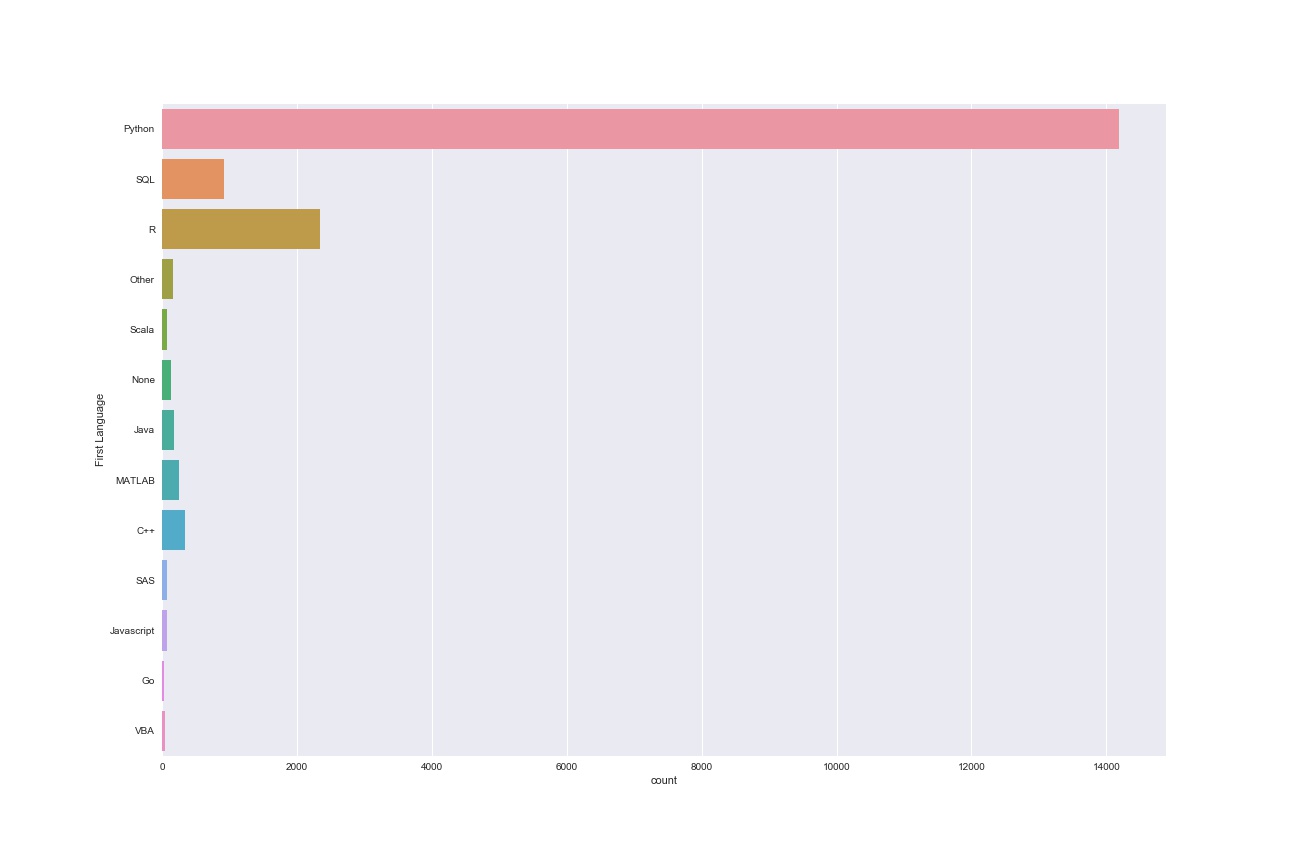 Python
SQL
R
Other
Scala
None
Java
MATLAB
C++
SAS
Javascript
Go
VBA
First Language
0 2000 4000 6000 8000 10000 12000 14000
count